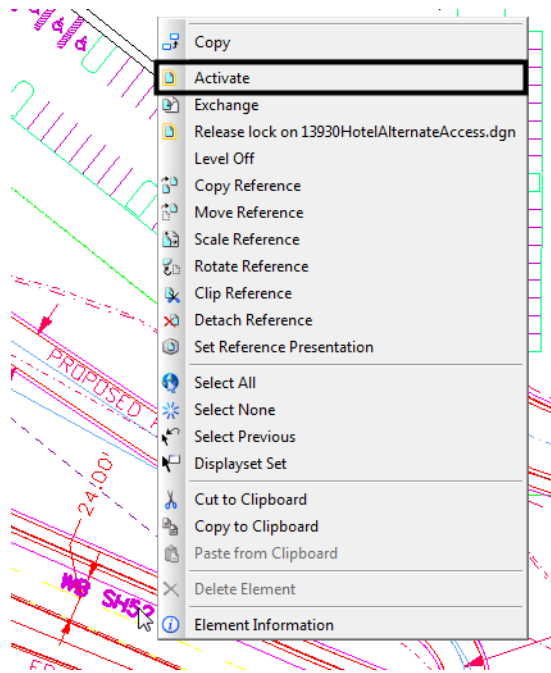 Copy
Activate
Exchange
Release lock on 13930HotelAlternateAccess.dgn
Level Off
Copy Reference
Move Reference
Scale Reference
Rotate Reference
Clip Reference
Detach Reference
Set Reference Presentation
PROPOSED
Select All
Select None
Select Previous
Displayset Set
24.00'
Cut to Clipboard
Copy to Clipboard
Paste from Clipboard
Delete Element
WB SH52
Element Information